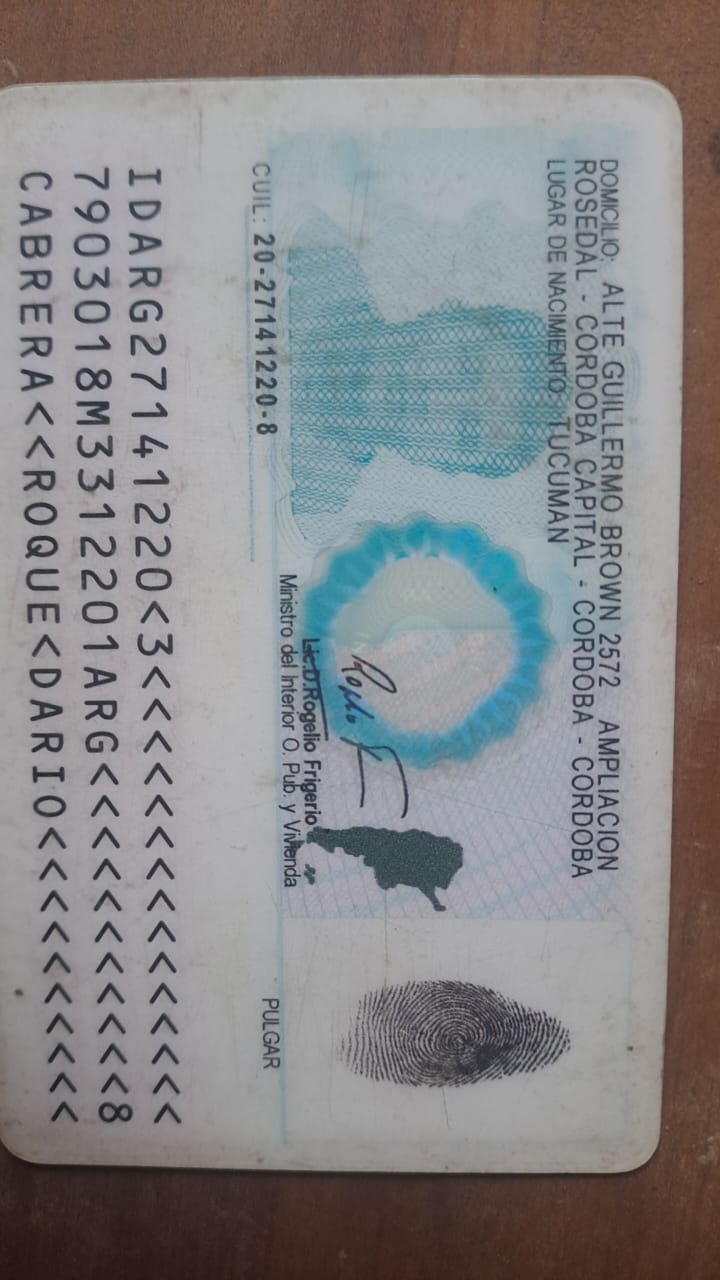 DOMICILIO: ALTE GUILLERMO BROWN 2572 AMPLIACION
ROSEDAL - CORDOBA CAPITAL - CORDOBA - CORDOBA
LUGAR DE NACIMIENTO: TUCUMAN
Lic. D. Rogelio Frigerio
Ministro del Interior O. Pub. y Vivienda
CUIL: 20-27141220-8
PULGAR
IDARG27141220<3<<<<<<<<<<<<<<<
7903018M3312201ARG<<<<<<<<<<<8
CABRERA<<ROQUE<DARIO<<<<<<<<<<